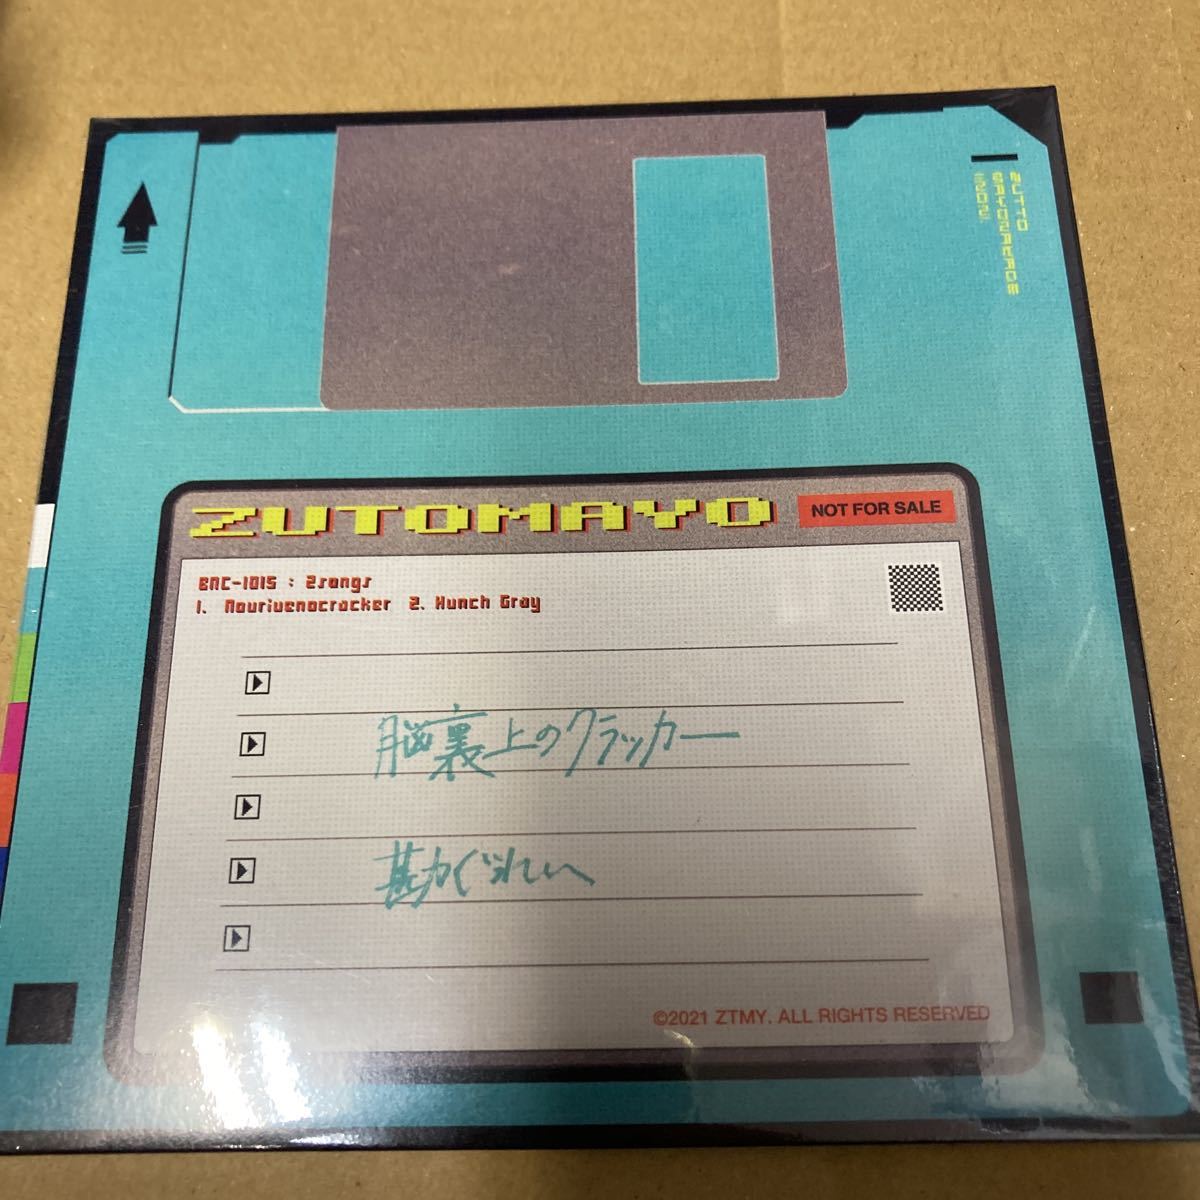 ZUTTO
MAYONAKADE
IINONI.
ZUTOMAYO
NOT FOR SALE
BNC-1015 : 2songs
1. Nouriuenocracker 2. Hunch Gray
脳裏上のクラッカー
勘ぐれい
©2021 ZTMY. ALL RIGHTS RESERVED